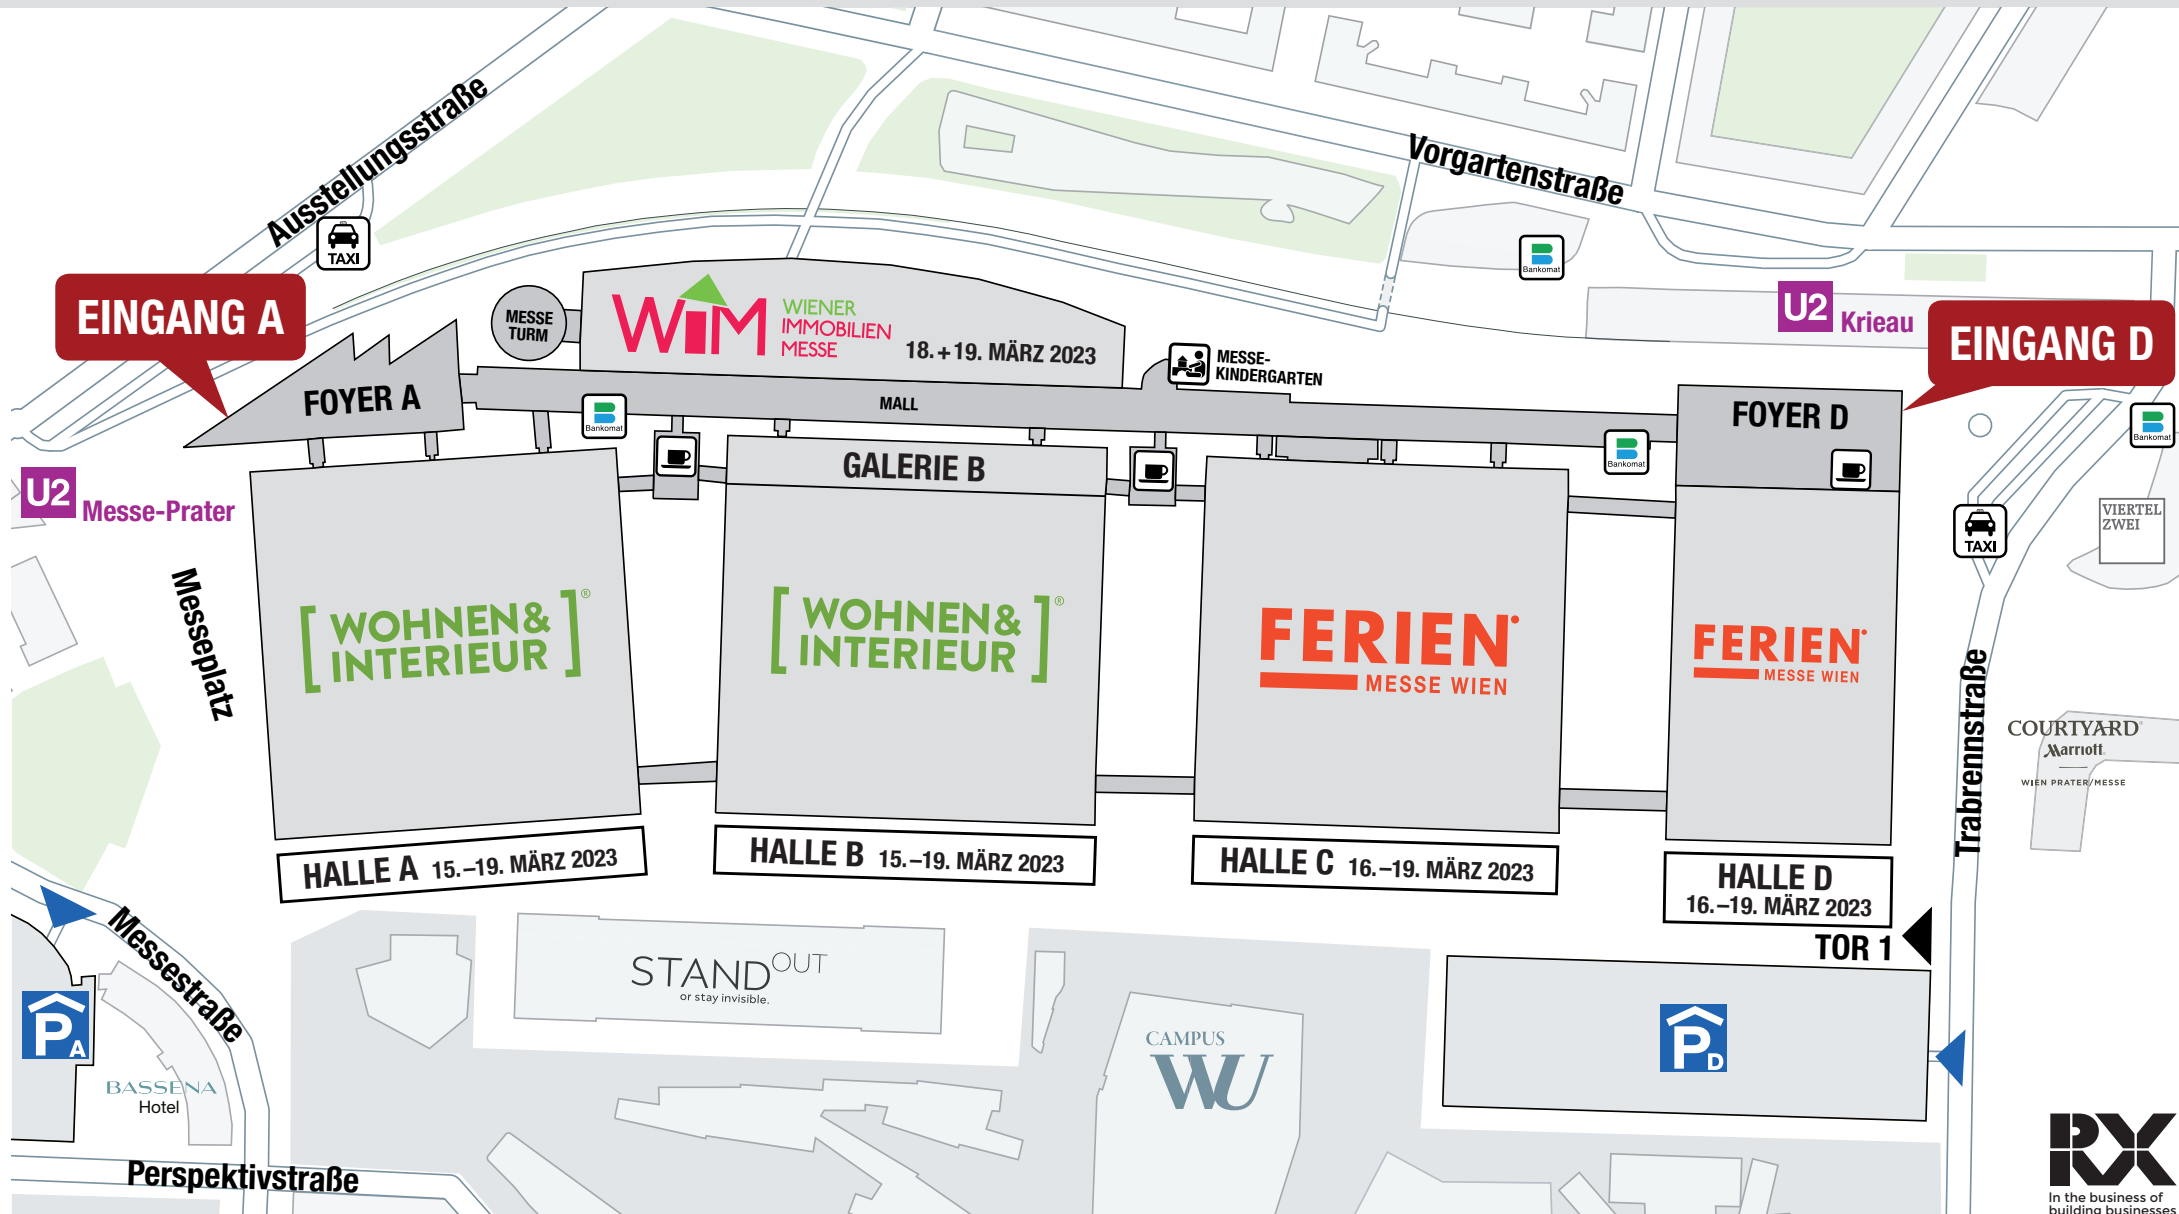 Ausstellungsstraße
Vorgartenstraße
TAXI
EINGANG A
MESSE
TURM
WIM
WIENER
IMMOBILIEN
MESSE
18.+19. MÄRZ 2023
Bankomat
U2 Krieau
EINGANG D
MESSE-
KINDERGARTEN
FOYER A
MALL
FOYER D
Bankomat
Bankomat
Bankomat
U2 Messe-Prater
GALERIE B
VIERTEL
ZWEI
TAXI
Messeplatz
[ WOHNEN&
INTERIEUR ]®
[ WOHNEN&
INTERIEUR ]®
FERIEN
MESSE WIEN
FERIEN
MESSE WIEN
Trabrennstraße
COURTYARD®
Marriott
WIEN PRATER/MESSE
HALLE A 15.–19. MÄRZ 2023
HALLE B 15.–19. MÄRZ 2023
HALLE C 16.–19. MÄRZ 2023
HALLE D
16.–19. MÄRZ 2023
TOR 1
Messestraße
STANDOUT
or stay invisible.
PA
BASSENA
Hotel
CAMPUS
WU
PD
Perspektivstraße
RX
In the business of
building businesses